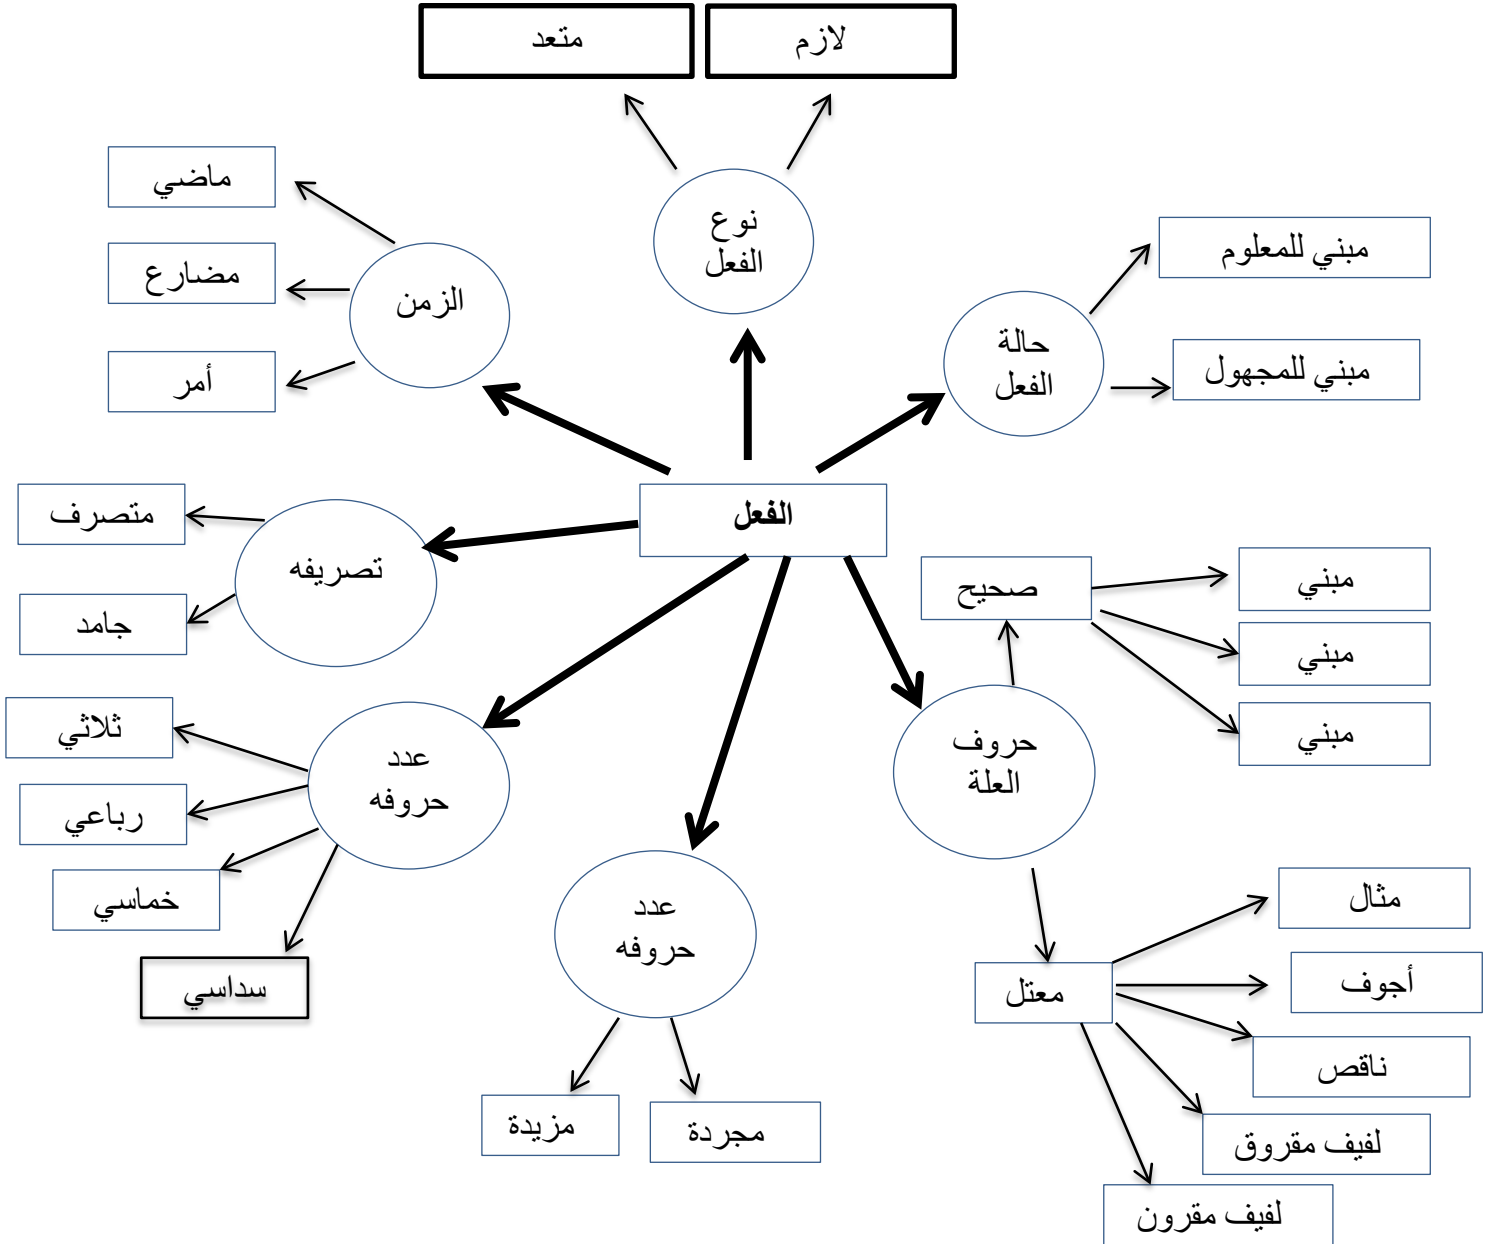 متعد
لازم
ماضي
مضارع
أمر
الزمن
نوع
الفعل
حالة
الفعل
مبني للمعلوم
مبني للمجهول
الفعل
متصرف
جامد
تصريفه
صحيح
مبني
مبني
مبني
ثلاثي
رباعي
خماسي
سداسي
عدد
حروفه
عدد
حروفه
مزيدة
مجردة
حروف
العلة
معتل
مثال
أجوف
ناقص
لفيف مقروق
لفيف مقرون